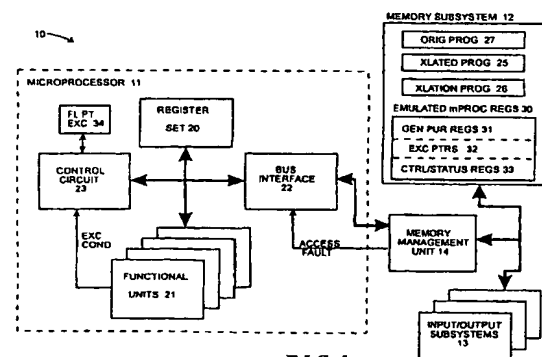 10
MEMORY SUBSYSTEM 12
ORIG PROG 27
XLATED PROG 25
XLATION PROG 26
EMULATED mPROC REGS 30
GEN PUR REGS 31
EXC PTRS 32
CTRL/STATUS REGS 33
MICROPROCESSOR 11
FL PT
EXC 34
REGISTER
SET 20
CONTROL
CIRCUIT
23
BUS
INTERFACE
22
EXC
COND
ACCESS
FAULT
MEMORY
MANAGEMENT
UNIT 14
FUNCTIONAL
UNITS 21
INPUT/OUTPUT
SUBSYSTEMS
13